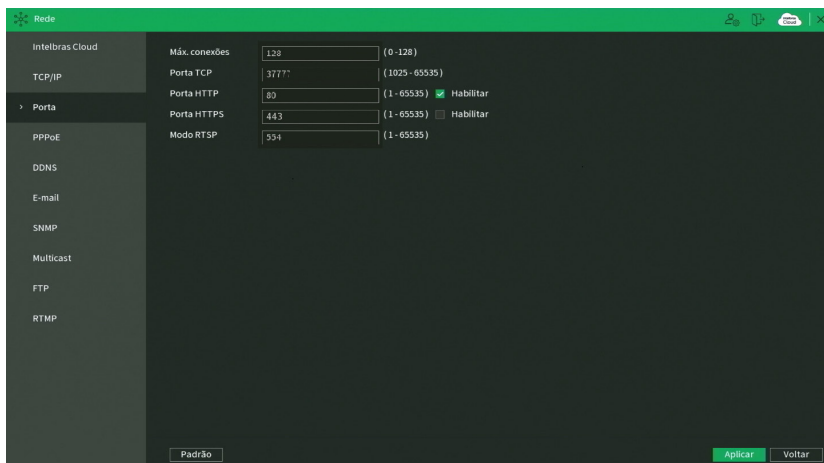 Rede
Intelbras Cloud
TCP/IP
> Porta
PPPoE
DDNS
E-mail
SNMP
Multicast
FTP
RTMP
Máx. conexões 128 (0-128)
Porta TCP (1025-65535)
Porta HTTP 80 (1-65535) Habilitar
Porta HTTPS 443 (1-65535) Habilitar
Modo RTSP 554 (1-65535)
Padrão
Aplicar Voltar